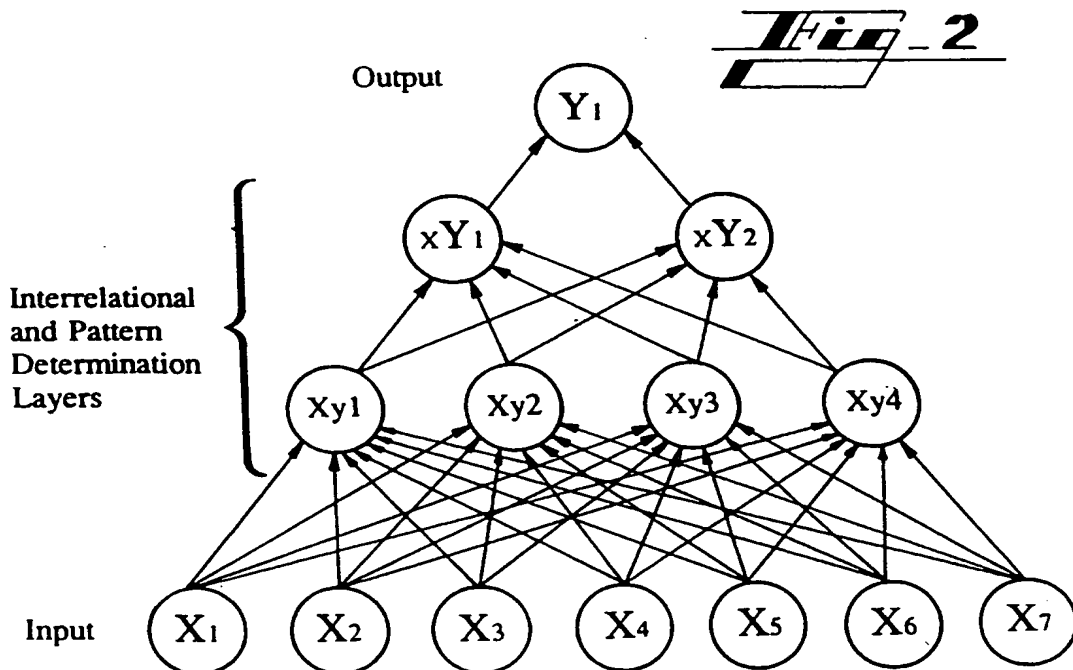 Fig_2
Output
Y1
xY1
xY2
Interrelational
and Pattern
Determination
Layers
Xy1
Xy2
Xy3
Xy4
Input
X1
X2
X3
X4
X5
X6
X7